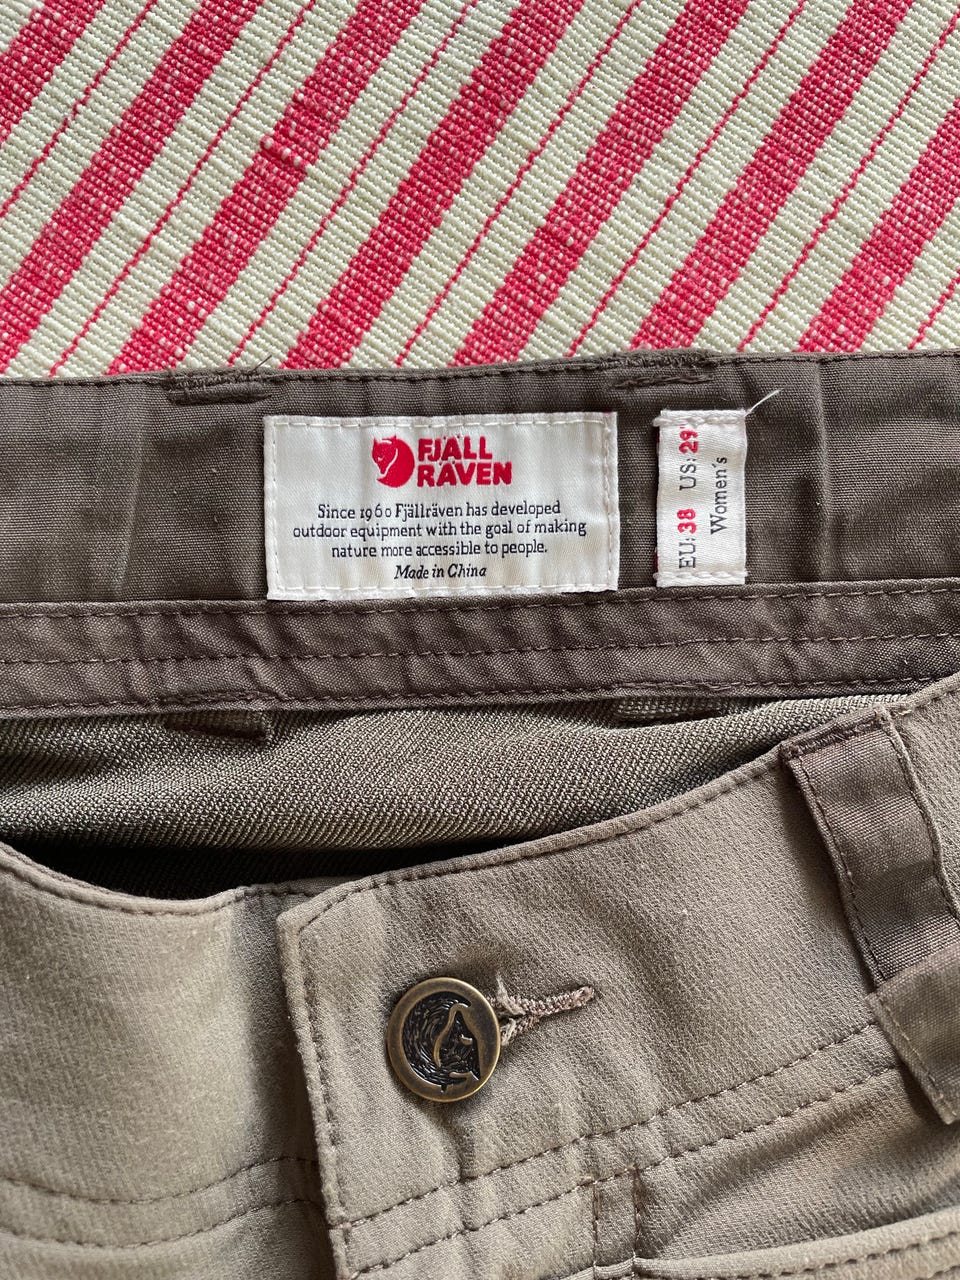 FJÄLL
RÄVEN
Since 1960 Fjällräven has developed
outdoor equipment with the goal of making
nature more accessible to people.
Made in China
EU: 38 US: 29"
Women's